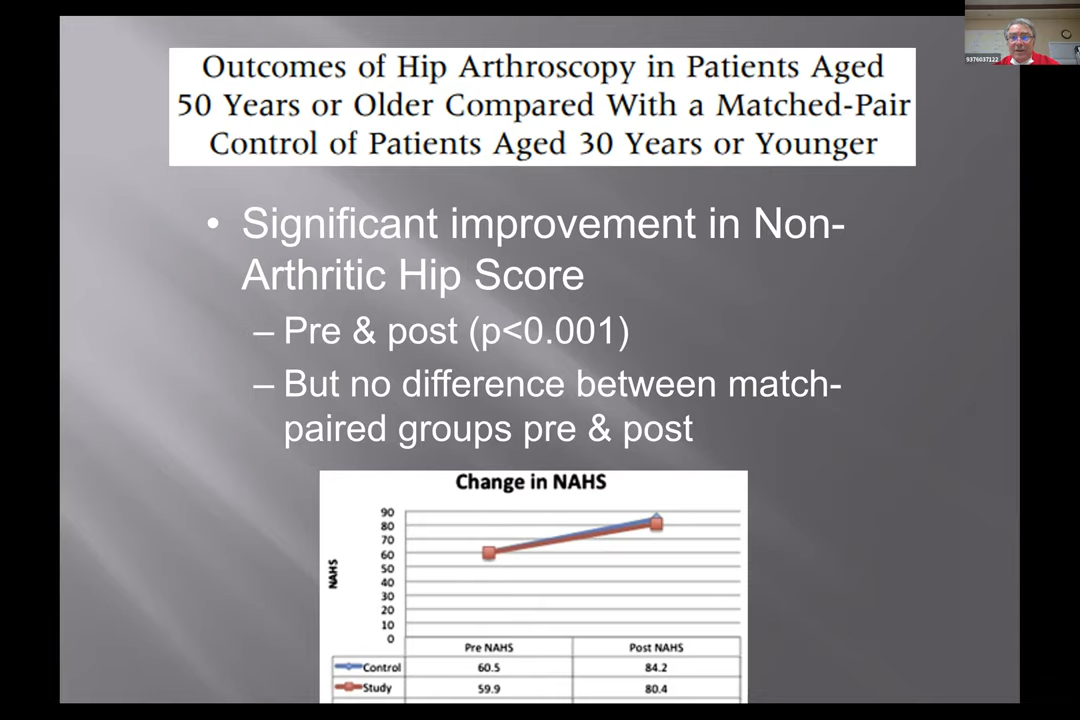 Outcomes of Hip Arthroscopy in Patients Aged
50 Years or Older Compared With a Matched-Pair
Control of Patients Aged 30 Years or Younger
9376037122
• Significant improvement in Non-
Arthritic Hip Score
– Pre & post (p<0.001)
– But no difference between match-
paired groups pre & post
Change in NAHS
NAHS
90
80
70
60
50
40
30
20
10
0
Pre NAHS Post NAHS
Control 60.5 84.2
Study 59.9 80.4